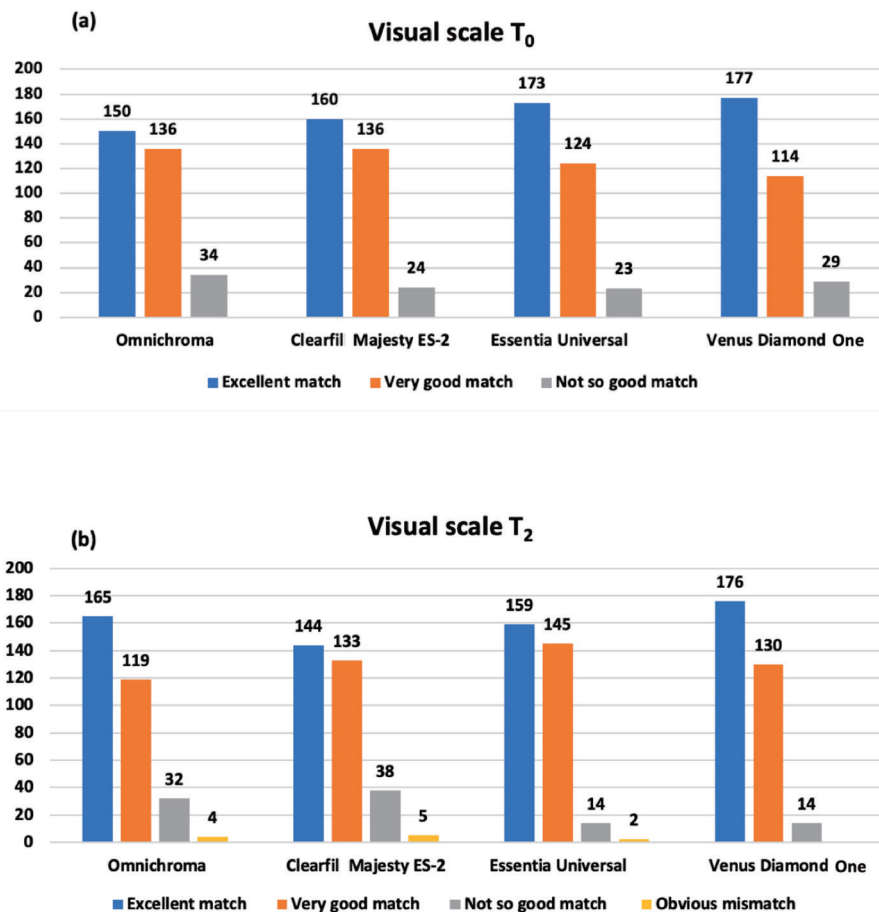 (a)
Visual scale T₀
200
180
160
140
120
100
80
60
40
20
0
150 136 34
160 136 24
173 124 23
177 114 29
Omnichroma Clearfil Majesty ES-2 Essentia Universal Venus Diamond One
Excellent match Very good match Not so good match
(b)
Visual scale T₂
200
180
160
140
120
100
80
60
40
20
0
165 119 32 4
144 133 38 5
159 145 14 2
176 130 14
Omnichroma Clearfil Majesty ES-2 Essentia Universal Venus Diamond One
Excellent match Very good match Not so good match Obvious mismatch